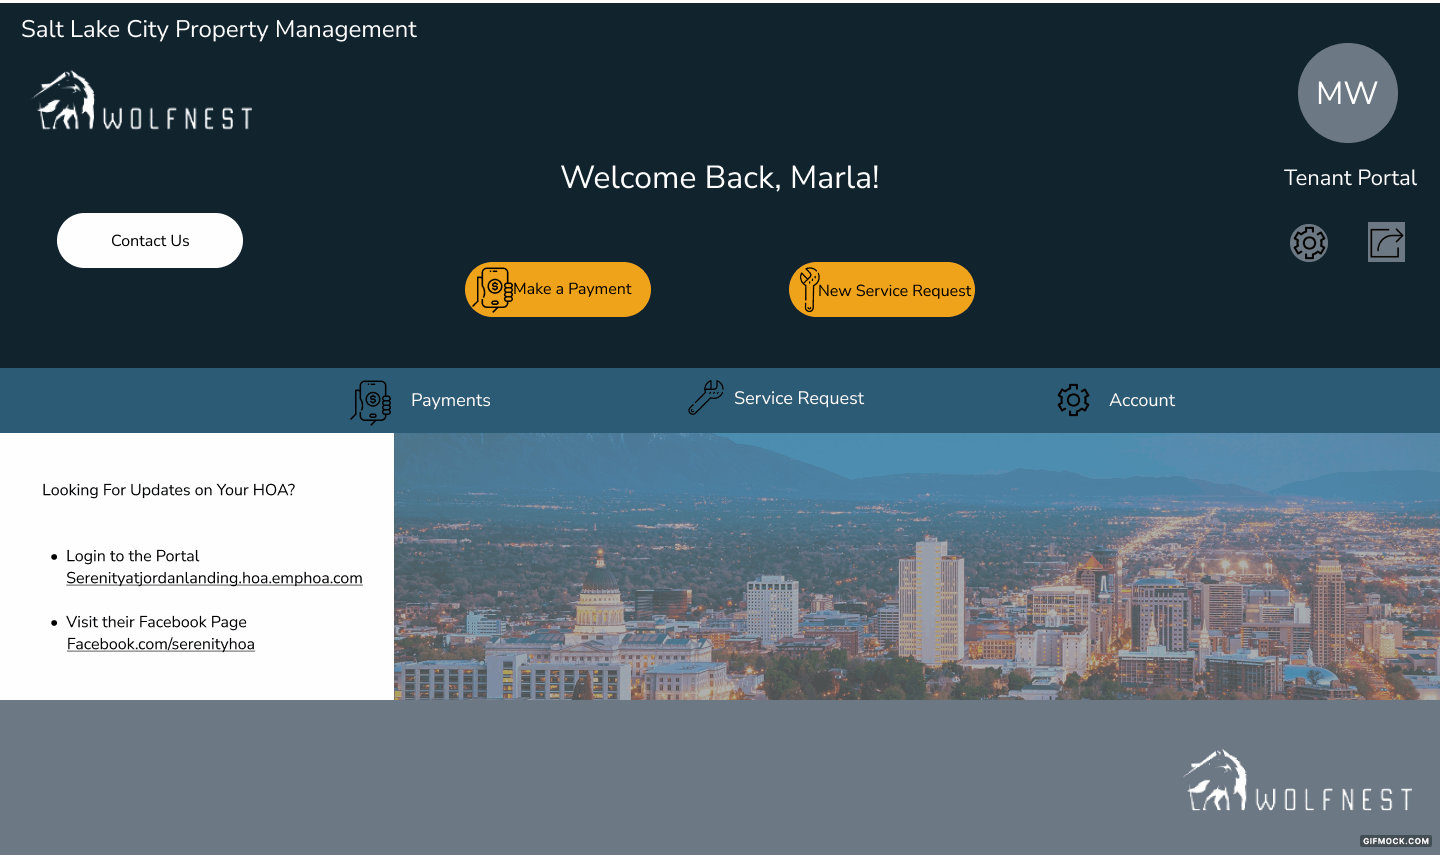 Salt Lake City Property Management
WOLFNEST
MW
Welcome Back, Marla!
Tenant Portal
Contact Us
$ Make a Payment
New Service Request
$ Payments
Service Request
Account
Looking For Updates on Your HOA?
• Login to the Portal
Serenityatjordanlanding.hoa.emphoa.com
• Visit their Facebook Page
Facebook.com/serenityhoa
WOLFNEST
GIFMOCK.COM